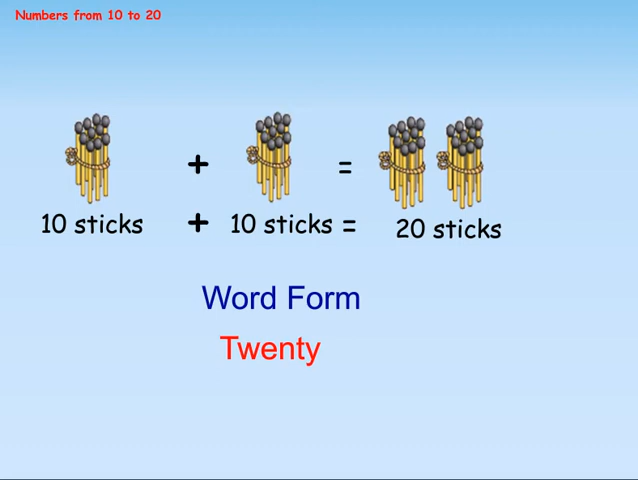 Numbers from 10 to 20
+ =
10 sticks + 10 sticks = 20 sticks
Word Form
Twenty